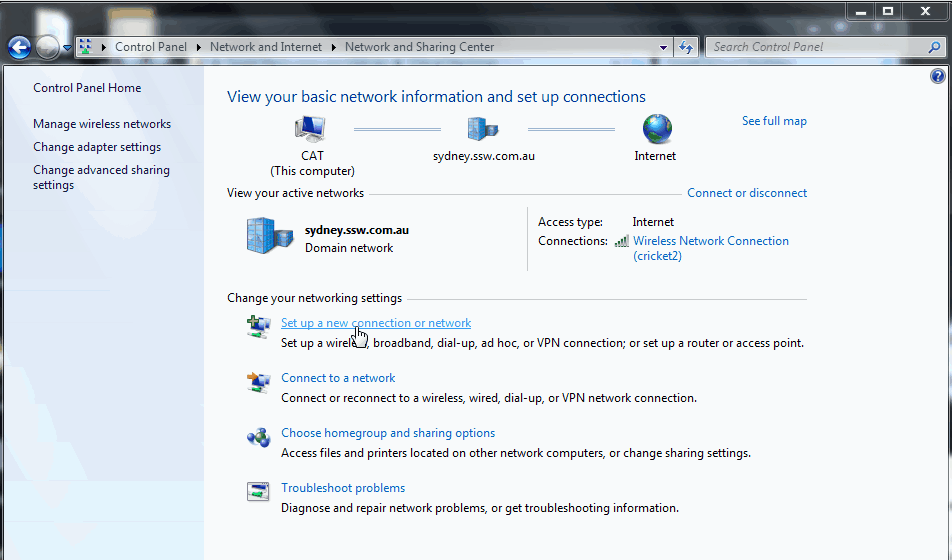 Control Panel Network and Internet Network and Sharing Center Search Control Panel
Control Panel Home
Manage wireless networks
Change adapter settings
Change advanced sharing
settings
View your basic network information and set up connections
See full map
CAT
(This computer)
sydney.ssw.com.au
Internet
View your active networks
Connect or disconnect
sydney.ssw.com.au
Domain network
Access type: Internet
Connections: Wireless Network Connection
(cricket2)
Change your networking settings
Set up a new connection or network
Set up a wireless, broadband, dial-up, ad hoc, or VPN connection; or set up a router or access point.
Connect to a network
Connect or reconnect to a wireless, wired, dial-up, or VPN network connection.
Choose homegroup and sharing options
Access files and printers located on other network computers, or change sharing settings.
Troubleshoot problems
Diagnose and repair network problems, or get troubleshooting information.